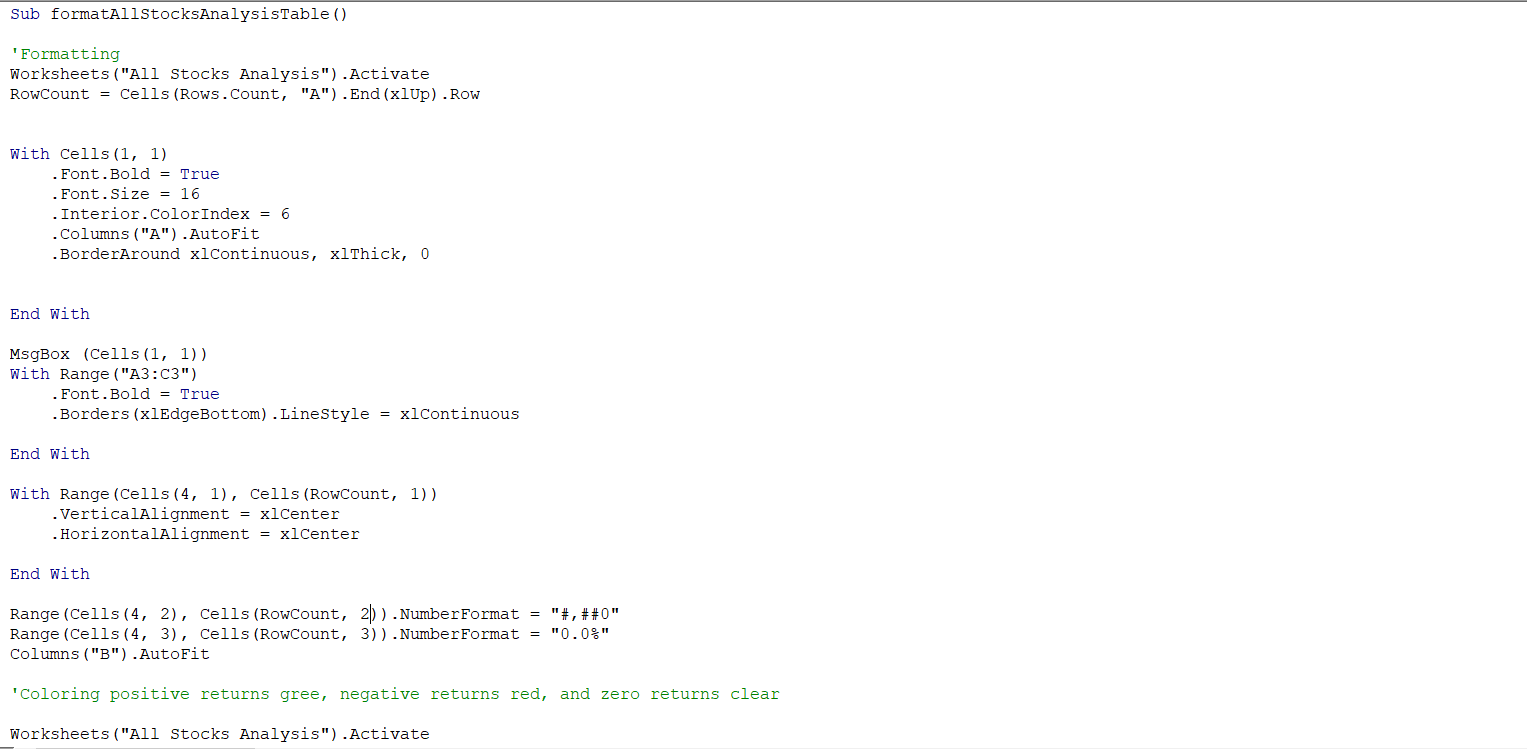 Sub formatAllStocksAnalysisTable()
'Formatting
Worksheets("All Stocks Analysis").Activate
RowCount = Cells(Rows.Count, "A").End(xlUp).Row
With Cells(1, 1)
.Font.Bold = True
.Font.Size = 16
.Interior.ColorIndex = 6
.Columns("A").AutoFit
.BorderAround xlContinuous, xlThick, 0
End With
MsgBox (Cells(1, 1))
With Range("A3:C3")
.Font.Bold = True
.Borders(xlEdgeBottom).LineStyle = xlContinuous
End With
With Range(Cells(4, 1), Cells(RowCount, 1))
.VerticalAlignment = xlCenter
.HorizontalAlignment = xlCenter
End With
Range(Cells(4, 2), Cells(RowCount, 2)).NumberFormat = "#,##0"
Range(Cells(4, 3), Cells(RowCount, 3)).NumberFormat = "0.0%"
Columns("B").AutoFit
'Coloring positive returns gree, negative returns red, and zero returns clear
Worksheets("All Stocks Analysis").Activate